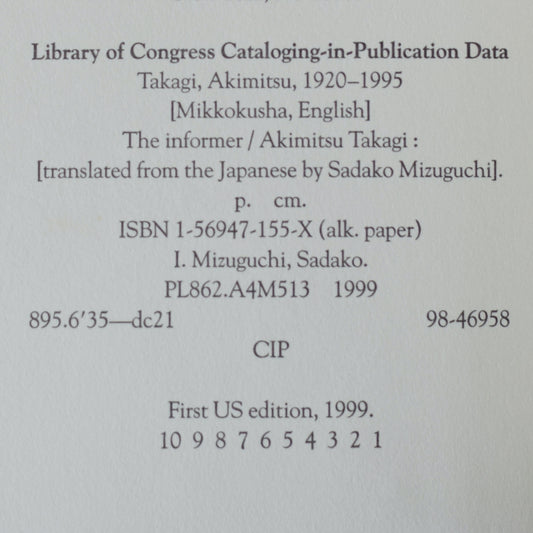 Library of Congress Cataloging-in-Publication Data
Takagi, Akimitsu, 1920–1995
[Mikkokusha, English]
The informer / Akimitsu Takagi :
[translated from the Japanese by Sadako Mizuguchi].
p. cm.
ISBN 1-56947-155-X (alk. paper)
I. Mizuguchi, Sadako.
PL862.A4M513 1999
895.6′35—dc21 98-46958
CIP
First US edition, 1999.
10 9 8 7 6 5 4 3 2 1